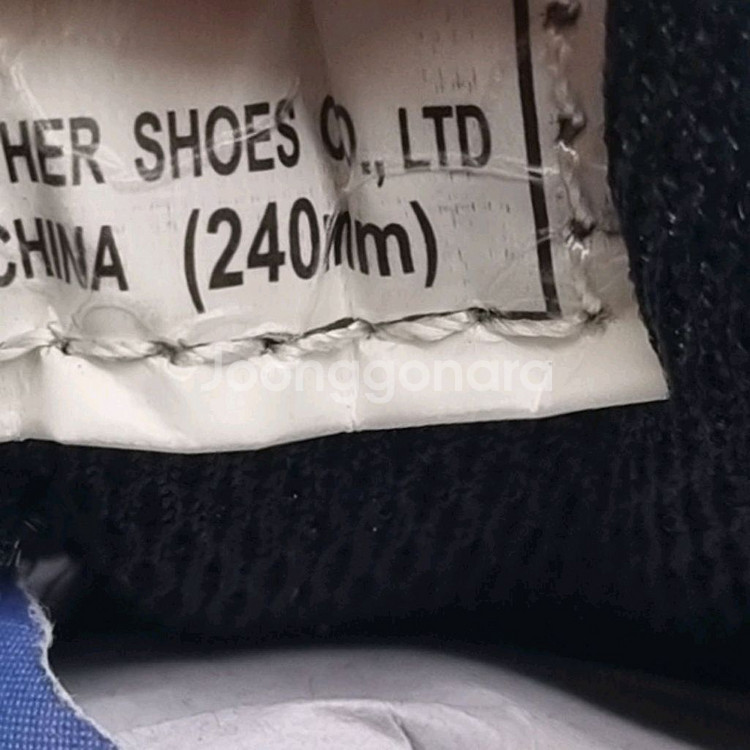 HER SHOES CO., LTD
CHINA (240mm)
Joonggonara